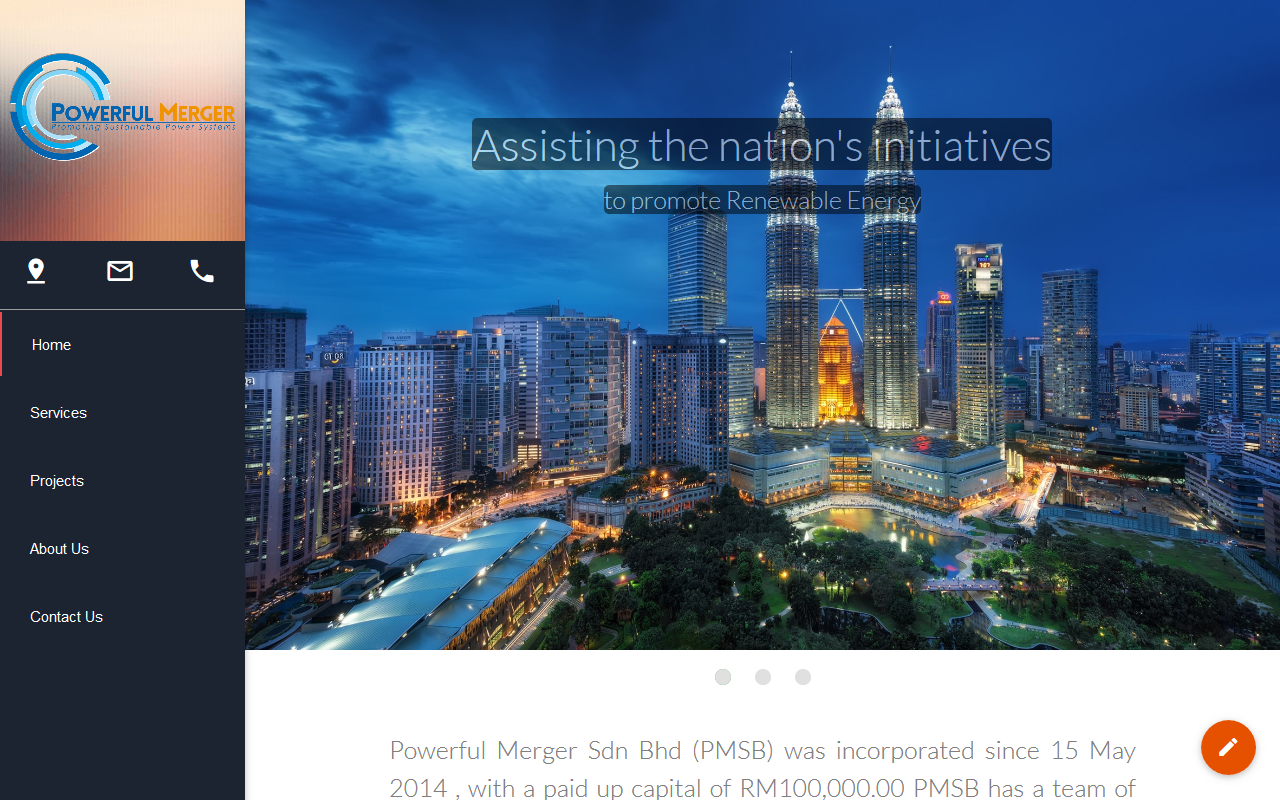 POWERFUL MERGER
Promoting Sustainable Power Systems
Home
Services
Projects
About Us
Contact Us
Assisting the nation's initiatives
to promote Renewable Energy
01:08
Powerful Merger Sdn Bhd (PMSB) was incorporated since 15 May
2014 , with a paid up capital of RM100,000.00 PMSB has a team of